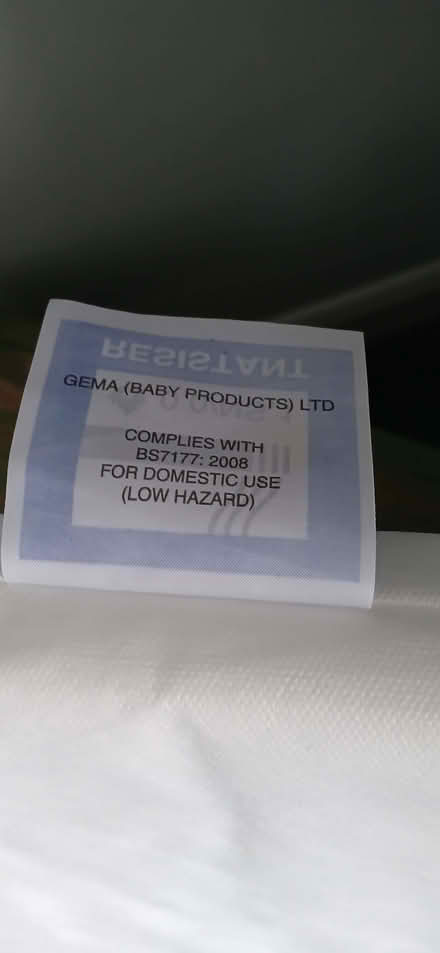 RESISTANT
GEMA (BABY PRODUCTS) LTD
COMPLIES WITH
BS7177: 2008
FOR DOMESTIC USE
(LOW HAZARD)